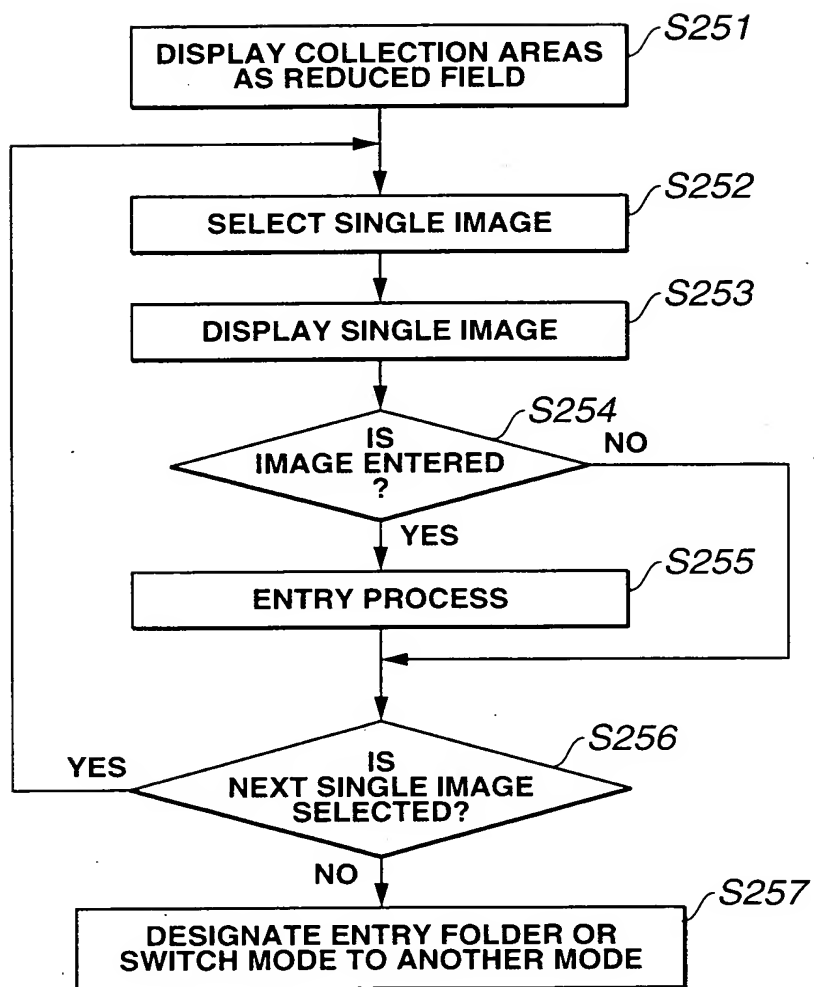 S251
DISPLAY COLLECTION AREAS
AS REDUCED FIELD
S252
SELECT SINGLE IMAGE
S253
DISPLAY SINGLE IMAGE
S254
IS
IMAGE ENTERED
?
NO
YES
S255
ENTRY PROCESS
S256
IS
NEXT SINGLE IMAGE
SELECTED?
YES
NO
S257
DESIGNATE ENTRY FOLDER OR
SWITCH MODE TO ANOTHER MODE